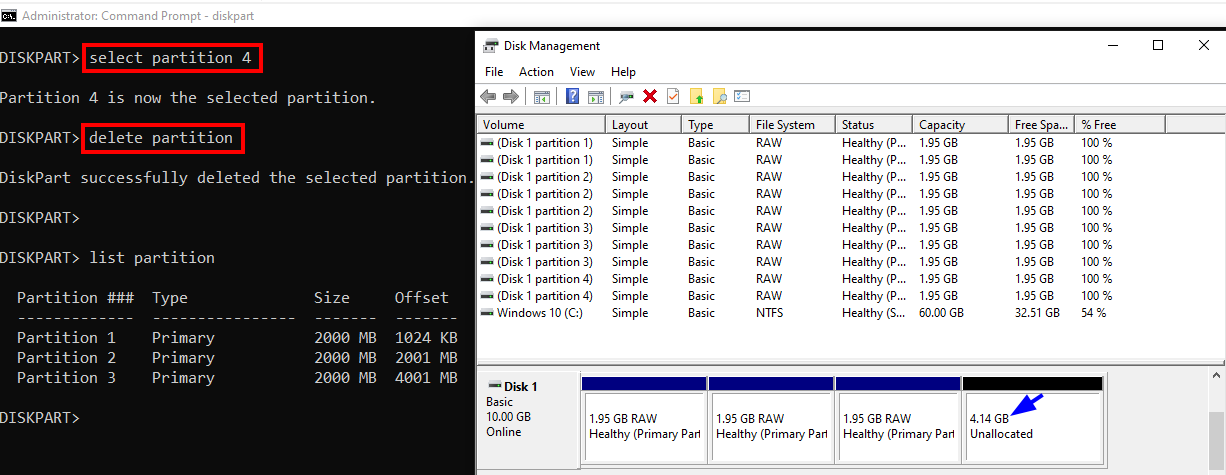 Administrator: Command Prompt - diskpart
DISKPART> select partition 4
Partition 4 is now the selected partition.
DISKPART> delete partition
DiskPart successfully deleted the selected partition.
DISKPART>
DISKPART> list partition
Partition ### Type Size Offset
------------- ---------------- ------- -------
Partition 1 Primary 2000 MB 1024 KB
Partition 2 Primary 2000 MB 2001 MB
Partition 3 Primary 2000 MB 4001 MB
DISKPART>
Disk Management
File Action View Help
Volume Layout Type File System Status Capacity Free Spa... % Free
(Disk 1 partition 1) Simple Basic RAW Healthy (P... 1.95 GB 1.95 GB 100 %
(Disk 1 partition 1) Simple Basic RAW Healthy (P... 1.95 GB 1.95 GB 100 %
(Disk 1 partition 2) Simple Basic RAW Healthy (P... 1.95 GB 1.95 GB 100 %
(Disk 1 partition 2) Simple Basic RAW Healthy (P... 1.95 GB 1.95 GB 100 %
(Disk 1 partition 2) Simple Basic RAW Healthy (P... 1.95 GB 1.95 GB 100 %
(Disk 1 partition 3) Simple Basic RAW Healthy (P... 1.95 GB 1.95 GB 100 %
(Disk 1 partition 3) Simple Basic RAW Healthy (P... 1.95 GB 1.95 GB 100 %
(Disk 1 partition 3) Simple Basic RAW Healthy (P... 1.95 GB 1.95 GB 100 %
(Disk 1 partition 4) Simple Basic RAW Healthy (P... 1.95 GB 1.95 GB 100 %
(Disk 1 partition 4) Simple Basic RAW Healthy (P... 1.95 GB 1.95 GB 100 %
Windows 10 (C:) Simple Basic NTFS Healthy (S... 60.00 GB 32.51 GB 54 %
Disk 1
Basic
10.00 GB
Online
1.95 GB RAW
Healthy (Primary Part
1.95 GB RAW
Healthy (Primary Part
1.95 GB RAW
Healthy (Primary Part
4.14 GB
Unallocated